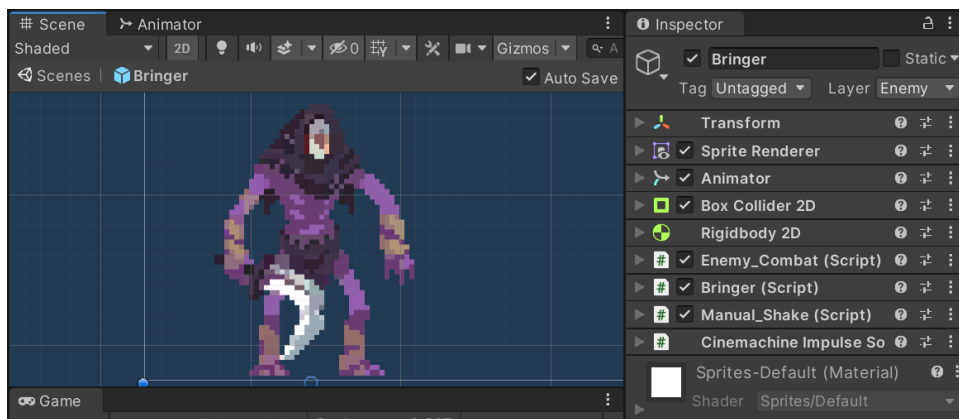 Scene Animator
Shaded 2D 0 Gizmos A
Scenes Bringer Auto Save
Game
Inspector
Bringer Static
Tag Untagged Layer Enemy
Transform
Sprite Renderer
Animator
Box Collider 2D
Rigidbody 2D
# Enemy_Combat (Script)
# Bringer (Script)
# Manual_Shake (Script)
# Cinemachine Impulse So
Sprites-Default (Material)
Shader Sprites/Default